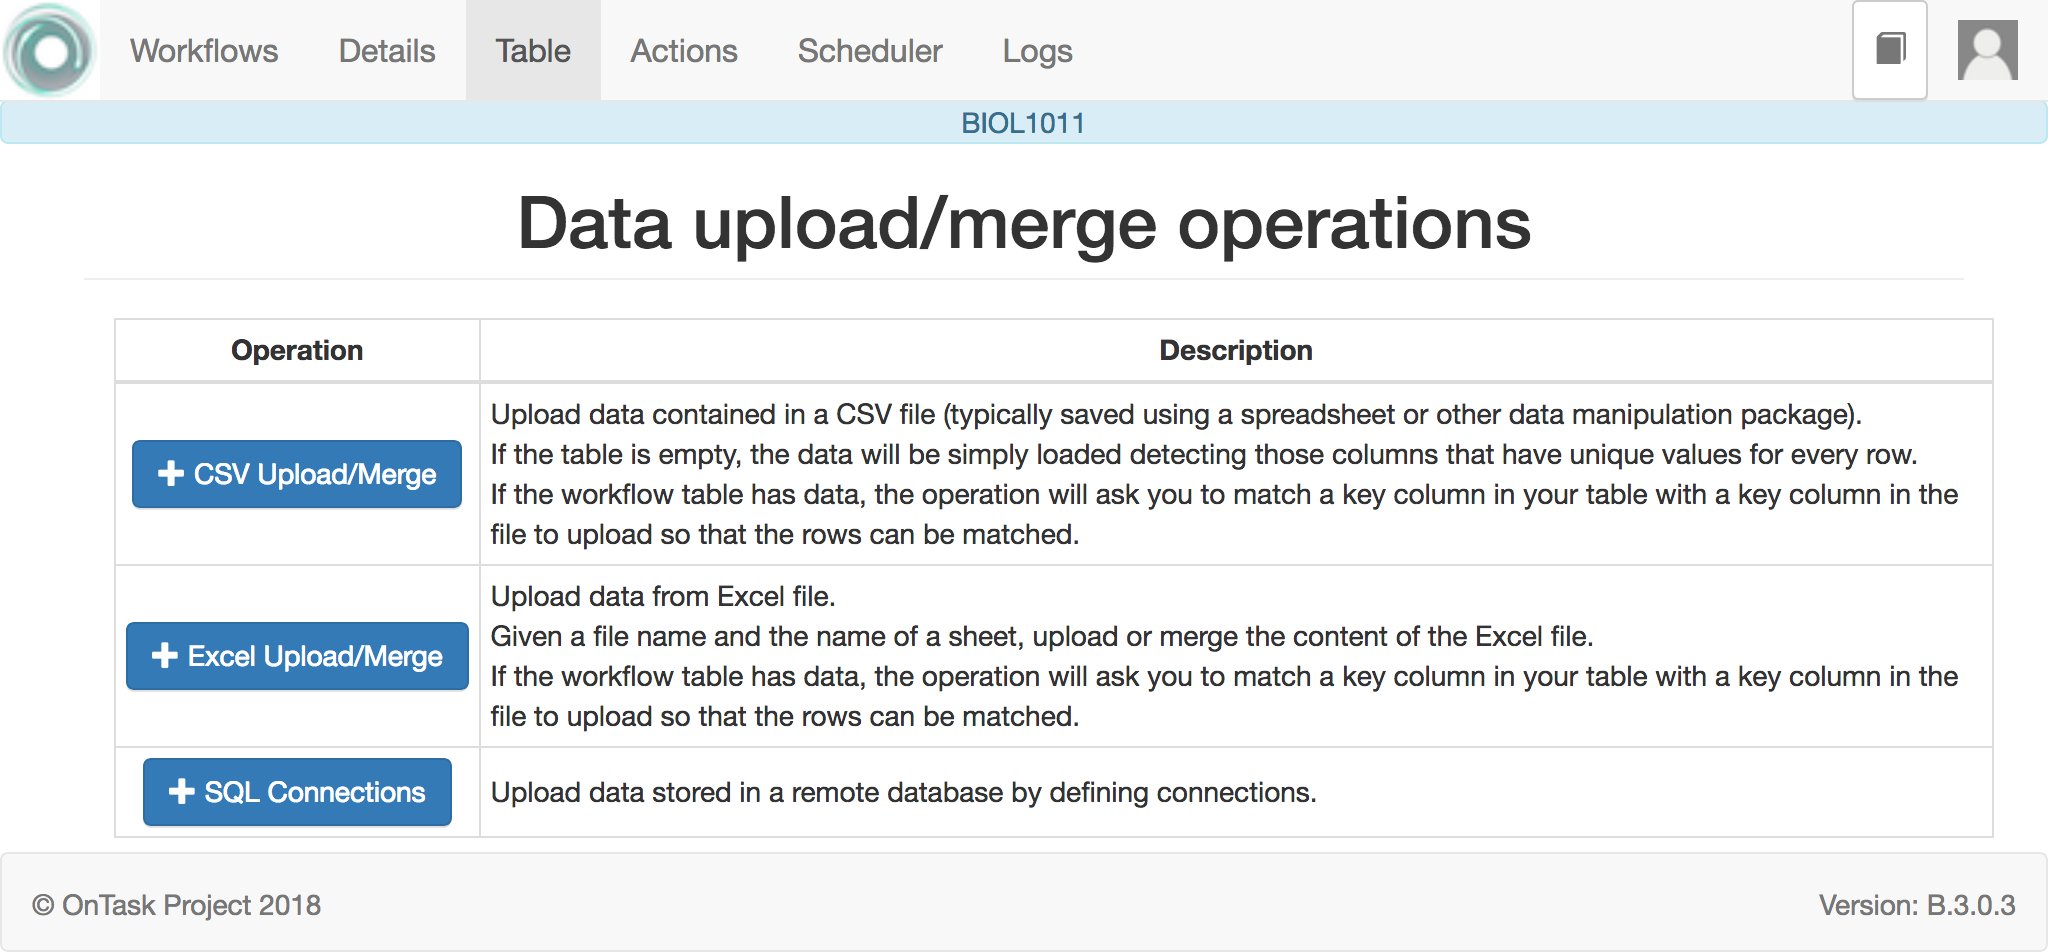 Workflows Details Table Actions Scheduler Logs
BIOL1011
Data upload/merge operations
Operation Description
CSV Upload/Merge
Upload data contained in a CSV file (typically saved using a spreadsheet or other data manipulation package).
If the table is empty, the data will be simply loaded detecting those columns that have unique values for every row.
If the workflow table has data, the operation will ask you to match a key column in your table with a key column in the
file to upload so that the rows can be matched.
Excel Upload/Merge
Upload data from Excel file.
Given a file name and the name of a sheet, upload or merge the content of the Excel file.
If the workflow table has data, the operation will ask you to match a key column in your table with a key column in the
file to upload so that the rows can be matched.
SQL Connections
Upload data stored in a remote database by defining connections.
© OnTask Project 2018 Version: B.3.0.3